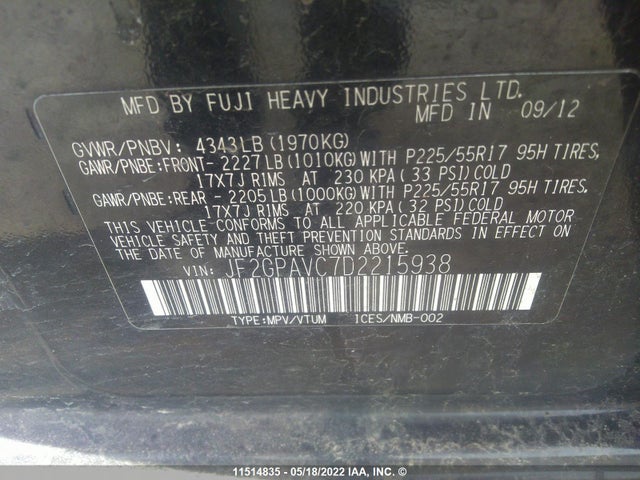 MFD BY FUJI HEAVY INDUSTRIES LTD.
MFD IN 09/12
GVWR/PNBV: 4343LB (1970KG)
GAWR/PNBE:FRONT- 2227LB(1010KG)WITH P225/55R17 95H TIRES,
17X7J RIMS AT 230 KPA (33 PSI)COLD
GAWR/PNBE:REAR - 2205LB(1000KG)WITH P225/55R17 95H TIRES,
17X7J RIMS AT 220 KPA (32 PSI)COLD
THIS VEHICLE CONFORMS TO ALL APPLICABLE FEDERAL MOTOR
VEHICLE SAFETY AND THEFT PREVENTION STANDARDS IN EFFECT ON
THE DATE OF MANUFACTURE SHOWN ABOVE.
VIN: JF2GPAVC7D2215938
TYPE:MPV/VTUM ICES/NMB-002
11514835 - 05/18/2022 IAA, INC. ©